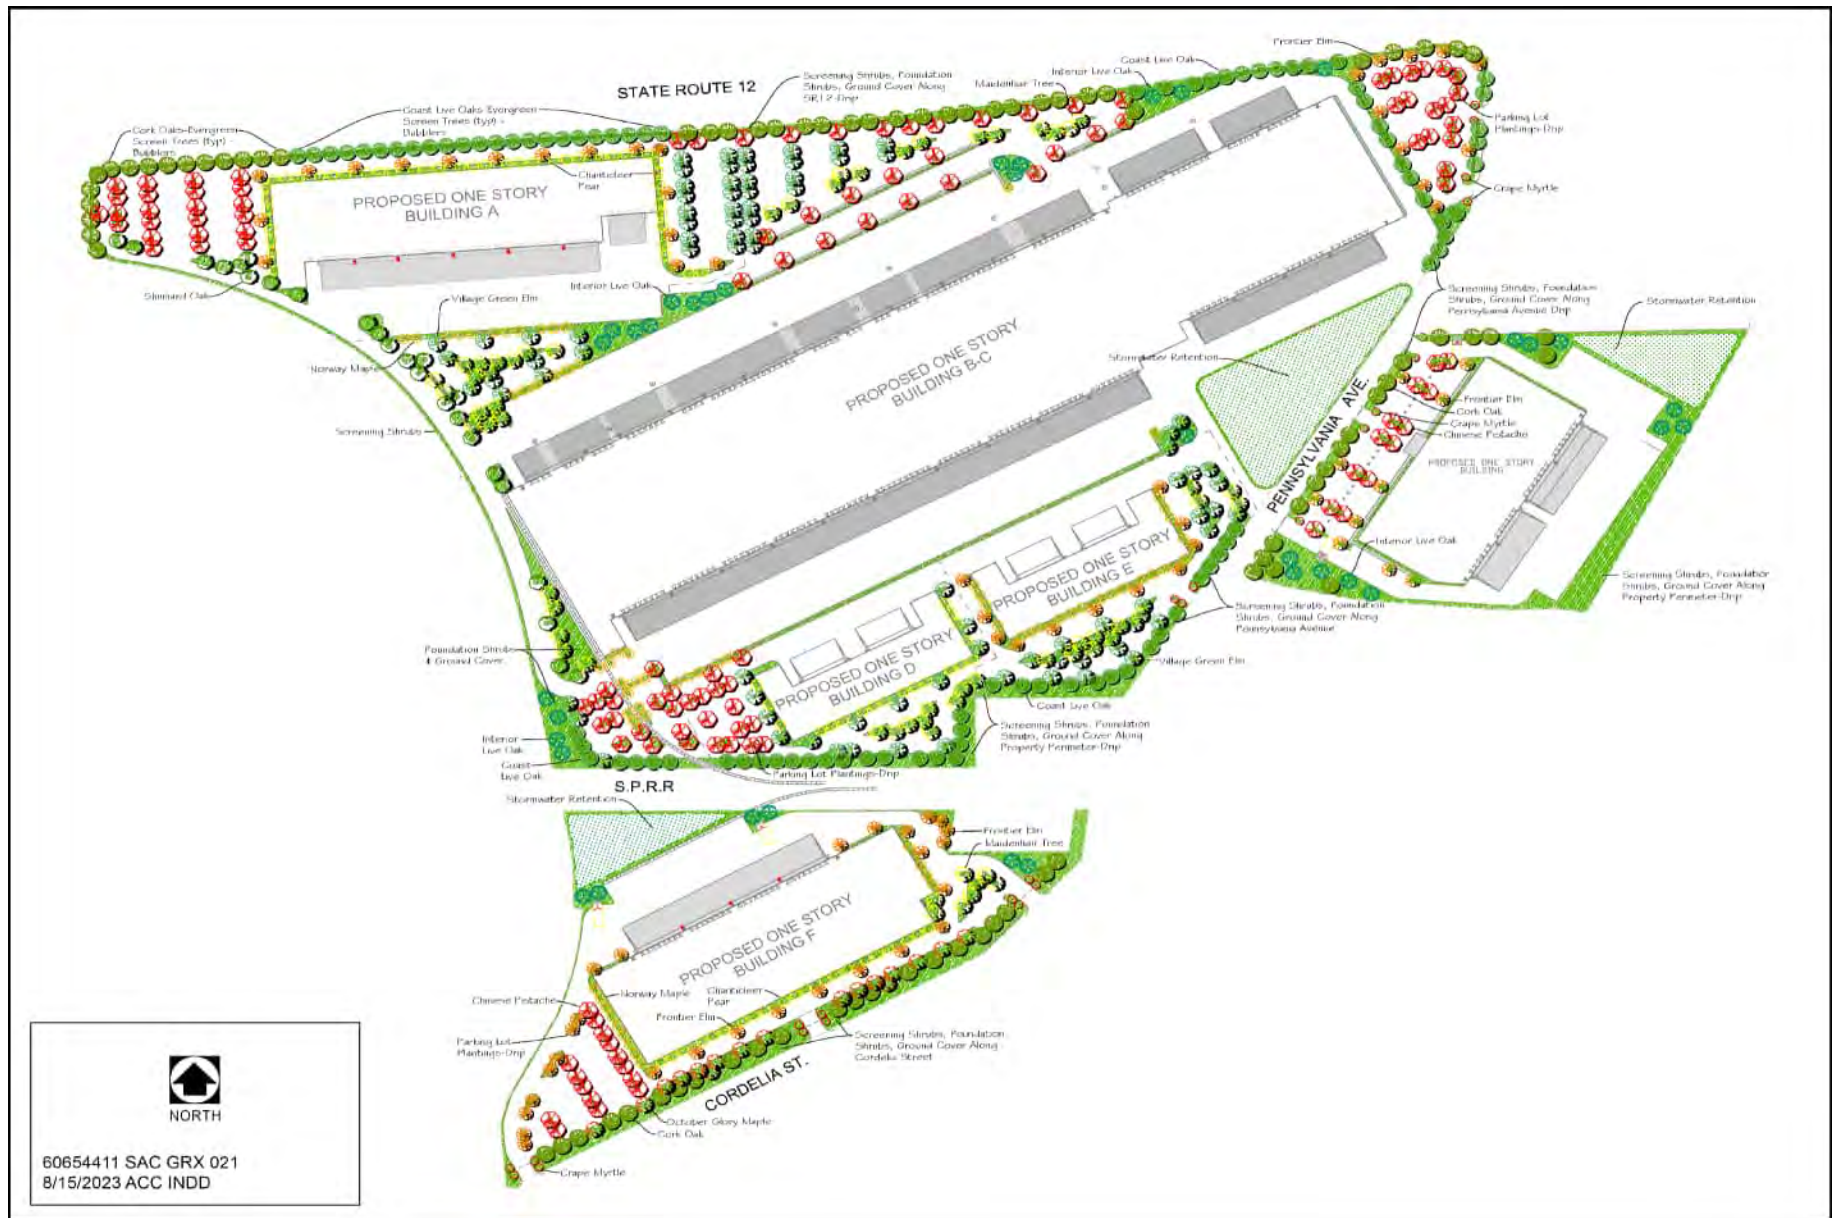 Frontier Elm
Coast Live Oak
Interior Live Oak
Maidenhair Tree
STATE ROUTE 12
Screening Shrubs, Foundation
Shrubs, Ground Cover Along
SR12-Drip
Coast Live Oaks-Evergreen
Screen Trees (typ) -
Bubblers
Cork Oaks-Evergreen
Screen Trees (typ) -
Bubblers
Parking Lot
Plantings-Drip
Chanticleer
Pear
PROPOSED ONE STORY
BUILDING A
Crape Myrtle
Shumard Oak
Village Green Elm
Interior Live Oak
Screening Shrubs, Foundation
Shrubs, Ground Cover Along
Pennsylvania Avenue Drip
Stormwater Retention
Norway Maple
PROPOSED ONE STORY
BUILDING B-C
Stormwater Retention
Screening Shrubs
PENNSYLVANIA AVE.
Frontier Elm
Cork Oak
Crape Myrtle
Chinese Pistache
PROPOSED ONE STORY
BUILDING
Interior Live Oak
Screening Shrubs, Foundation
Shrubs, Ground Cover Along
Property Perimeter-Drip
PROPOSED ONE STORY
BUILDING E
Screening Shrubs, Foundation
Shrubs, Ground Cover Along
Pennsylvania Avenue
Foundation Shrubs
& Ground Cover
PROPOSED ONE STORY
BUILDING D
Village Green Elm
Coast Live Oak
Screening Shrubs, Foundation
Shrubs, Ground Cover Along
Property Perimeter-Drip
Interior
Live Oak
Coast
Live Oak
Parking Lot Plantings-Drip
S.P.R.R
Stormwater Retention
Frontier Elm
Maidenhair Tree
PROPOSED ONE STORY
BUILDING F
Chinese Pistache
Norway Maple
Chanticleer
Pear
Frontier Elm
Parking Lot
Plantings-Drip
Screening Shrubs, Foundation
Shrubs, Ground Cover Along
Cordelia Street
CORDELIA ST.
October Glory Maple
Cork Oak
Crape Myrtle
NORTH
60654411 SAC GRX 021
8/15/2023 ACC INDD